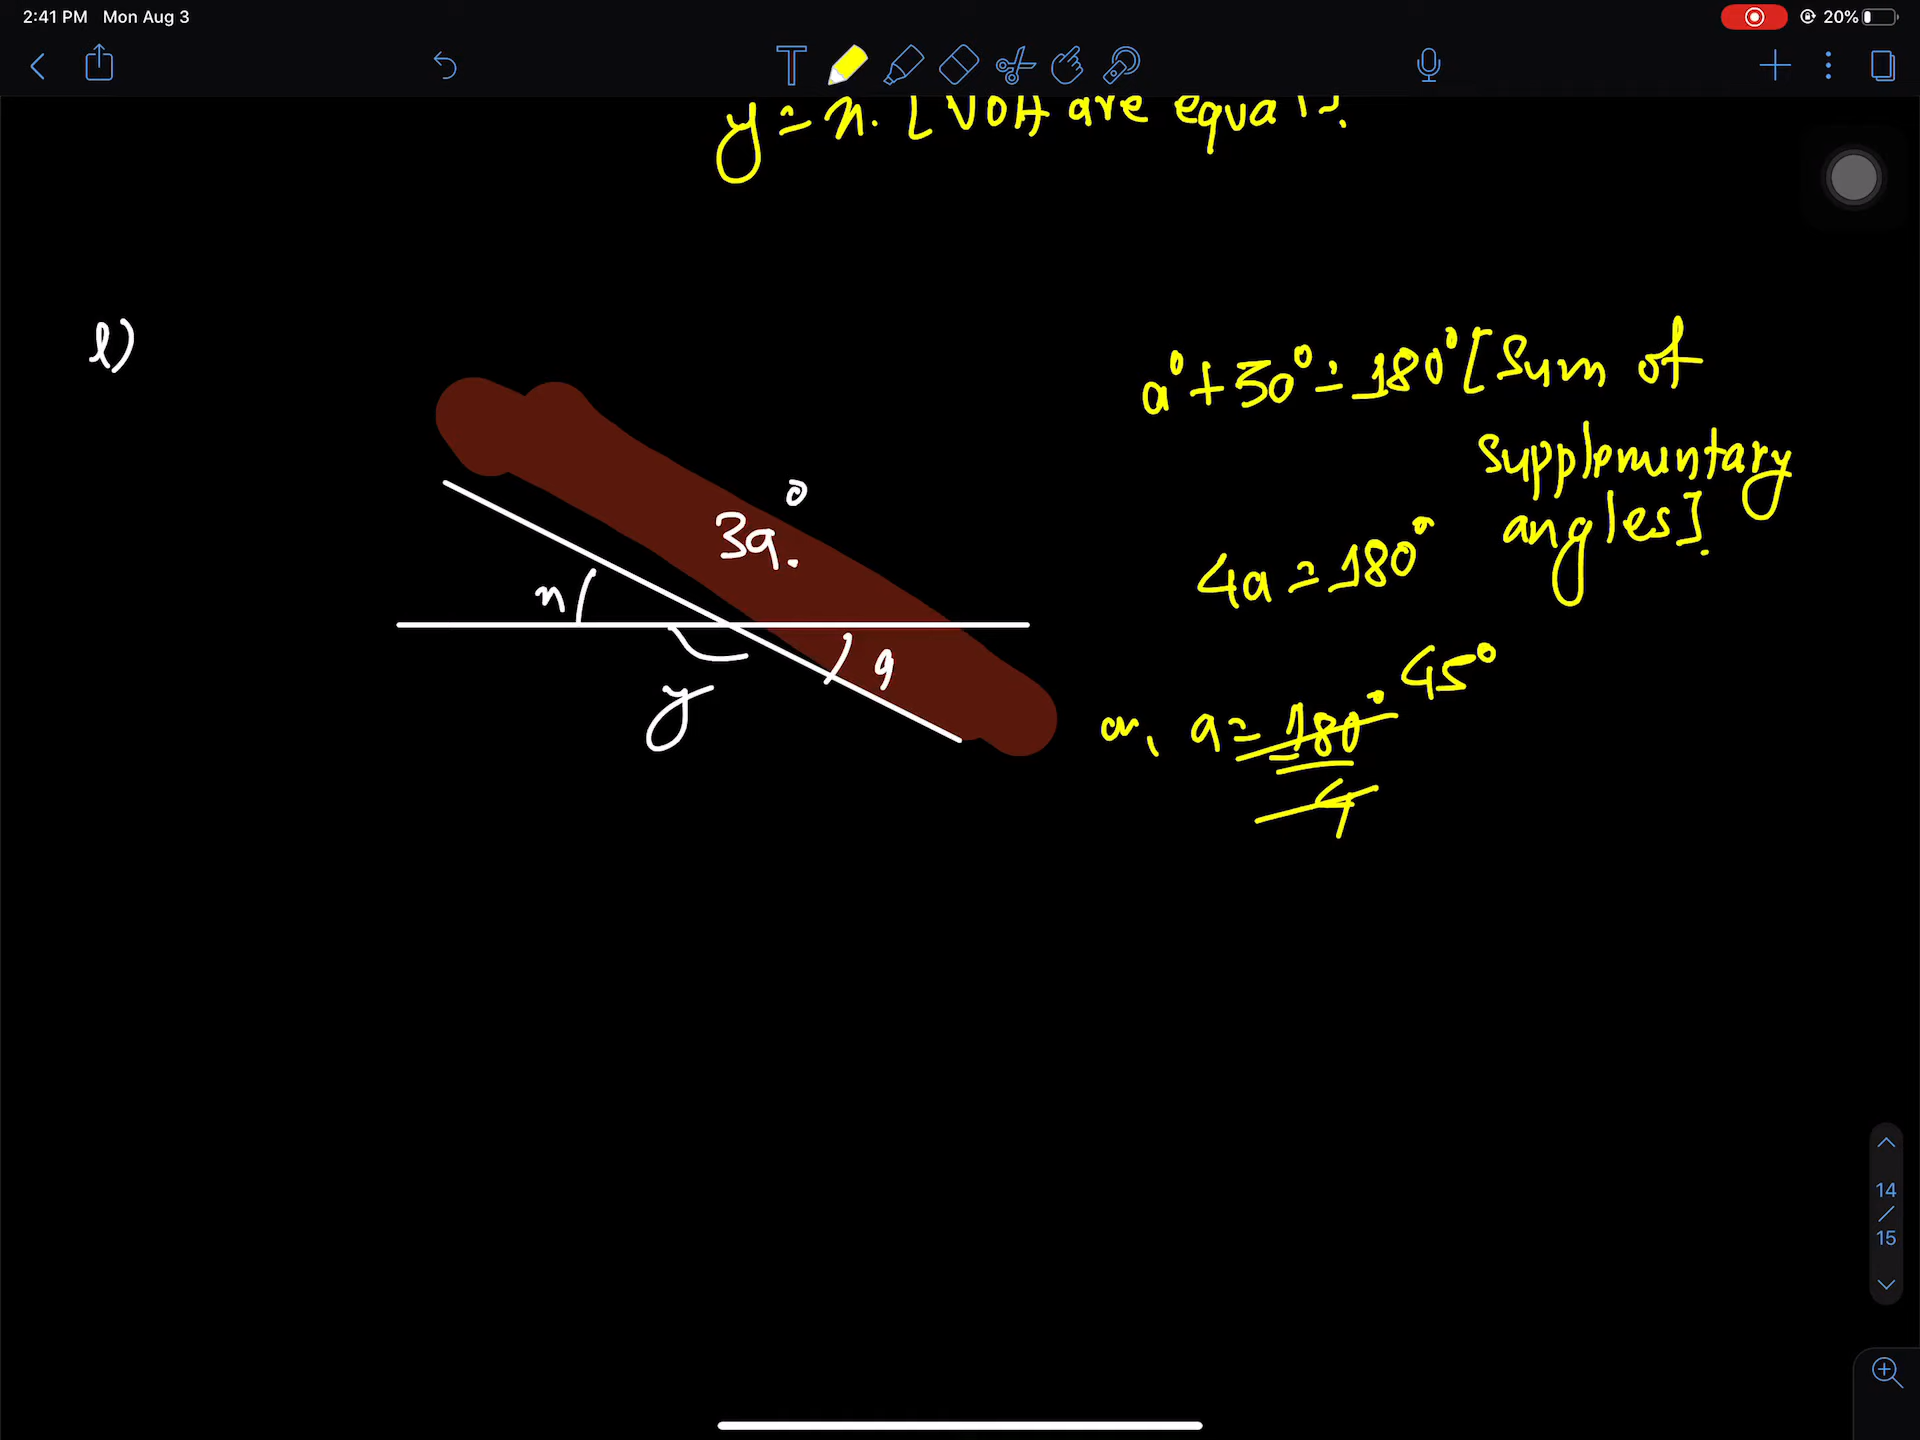 2:41 PM Mon Aug 3
20%
y = x. [VOA are equal].
l)
a° + 30° = 180° [Sum of
Supplementary
angles].
3a°.
4a = 180°
x
a
y
or, a = 180° 45°
4
14
/
15